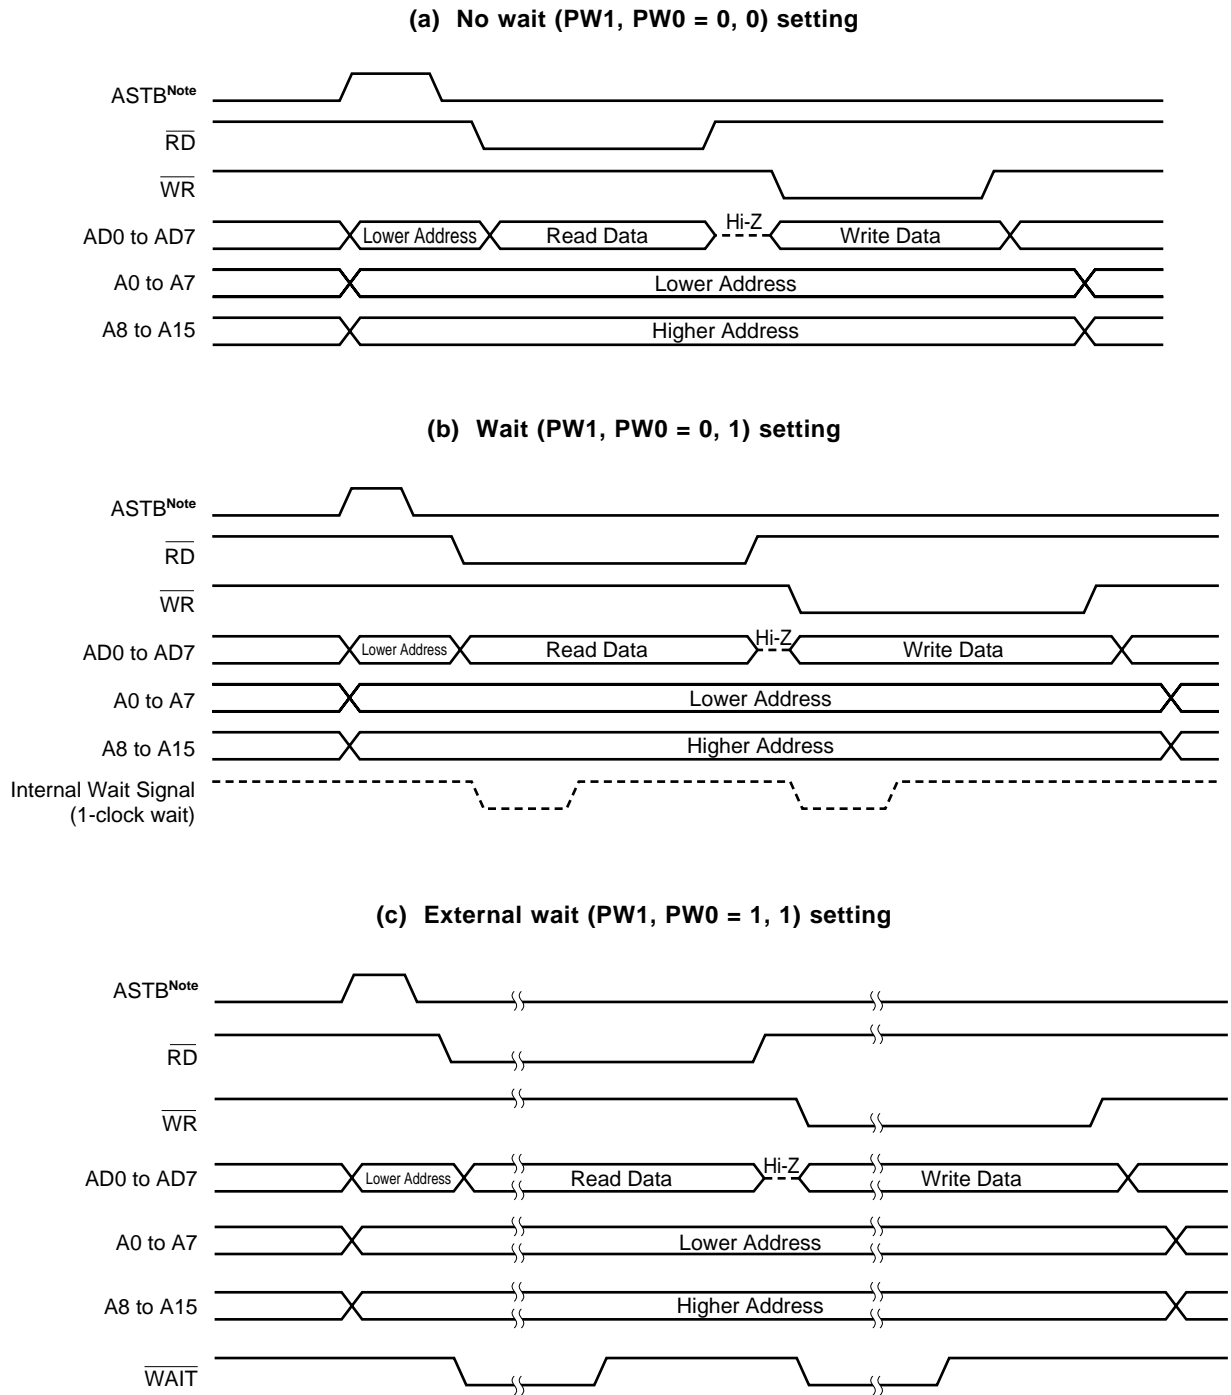 (a) No wait (PW1, PW0 = 0, 0) setting
ASTBNote
RD
WR
AD0 to AD7
Lower Address
Read Data
Hi-Z
Write Data
A0 to A7
Lower Address
A8 to A15
Higher Address
(b) Wait (PW1, PW0 = 0, 1) setting
ASTBNote
RD
WR
AD0 to AD7
Lower Address
Read Data
Hi-Z
Write Data
A0 to A7
Lower Address
A8 to A15
Higher Address
Internal Wait Signal
(1-clock wait)
(c) External wait (PW1, PW0 = 1, 1) setting
ASTBNote
RD
WR
AD0 to AD7
Lower Address
Read Data
Hi-Z
Write Data
A0 to A7
Lower Address
A8 to A15
Higher Address
WAIT